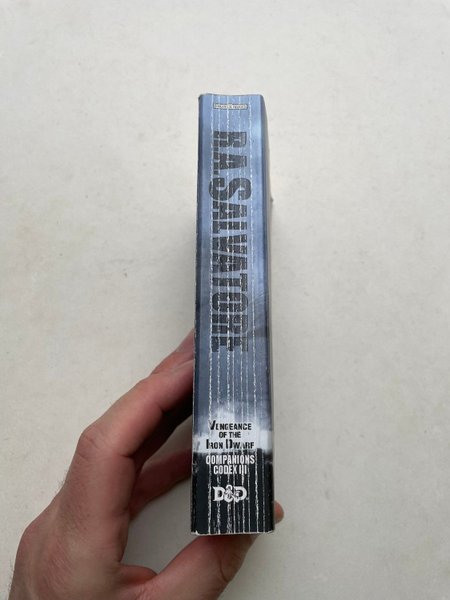 R.A. SALVATORE
VENGEANCE
OF THE
IRON DWARF
COMPANIONS
CODEX III
D&D